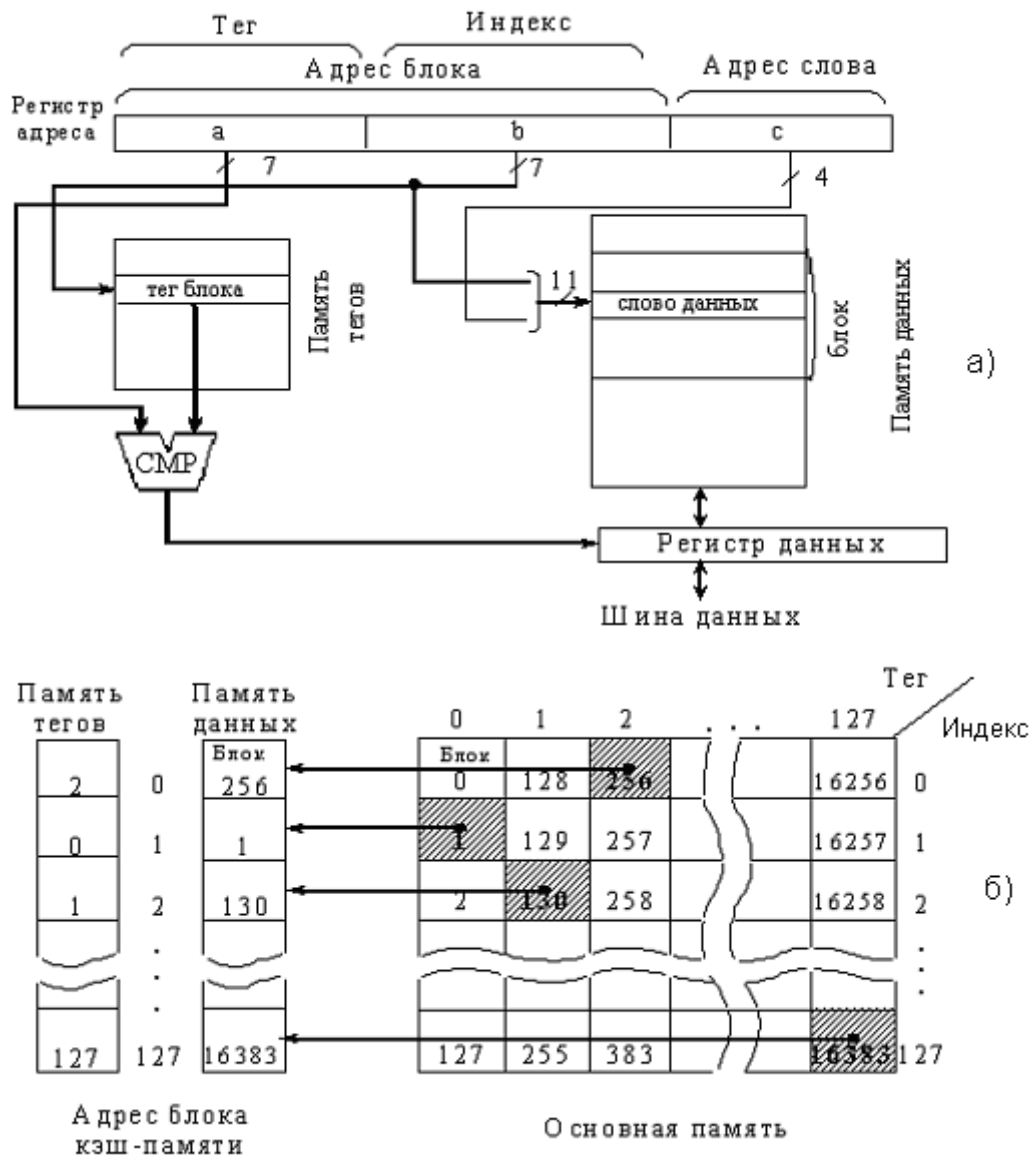 Тег Индекс
Адрес блока Адрес слова
Регистр
адреса
a b c
7 7 4
тег блока
Память
тегов
11
слово данных
блок
Память данных
а)
CMP
Регистр данных
Шина данных
Память
тегов
Память
данных
Тег
Индекс
0 1 2 . . . 127
Блок Блок
2 0 256 0 128 256 16256 0
0 1 1 1 129 257 16257 1
1 2 130 2 130 258 16258 2
б)
127 127 16383 127 255 383 16383 127
Адрес блока
кэш-памяти
Основная память